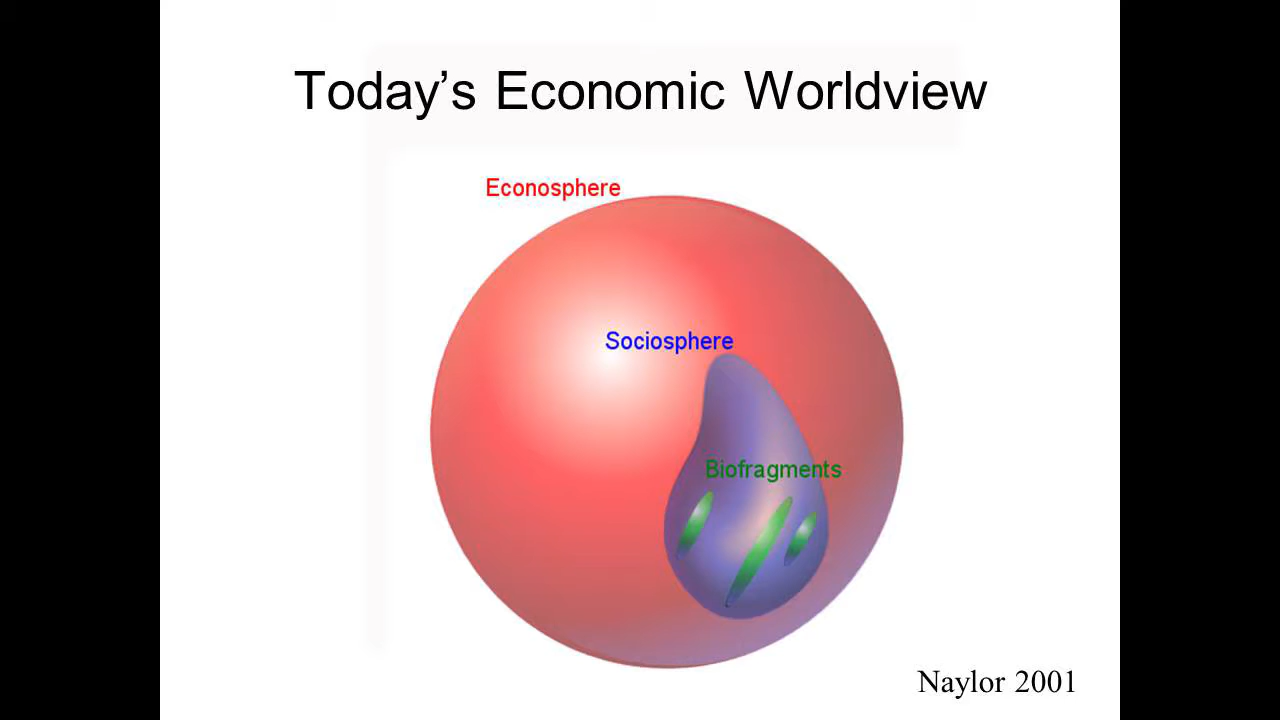 Today’s Economic Worldview
Econosphere
Sociosphere
Biofragments
Naylor 2001